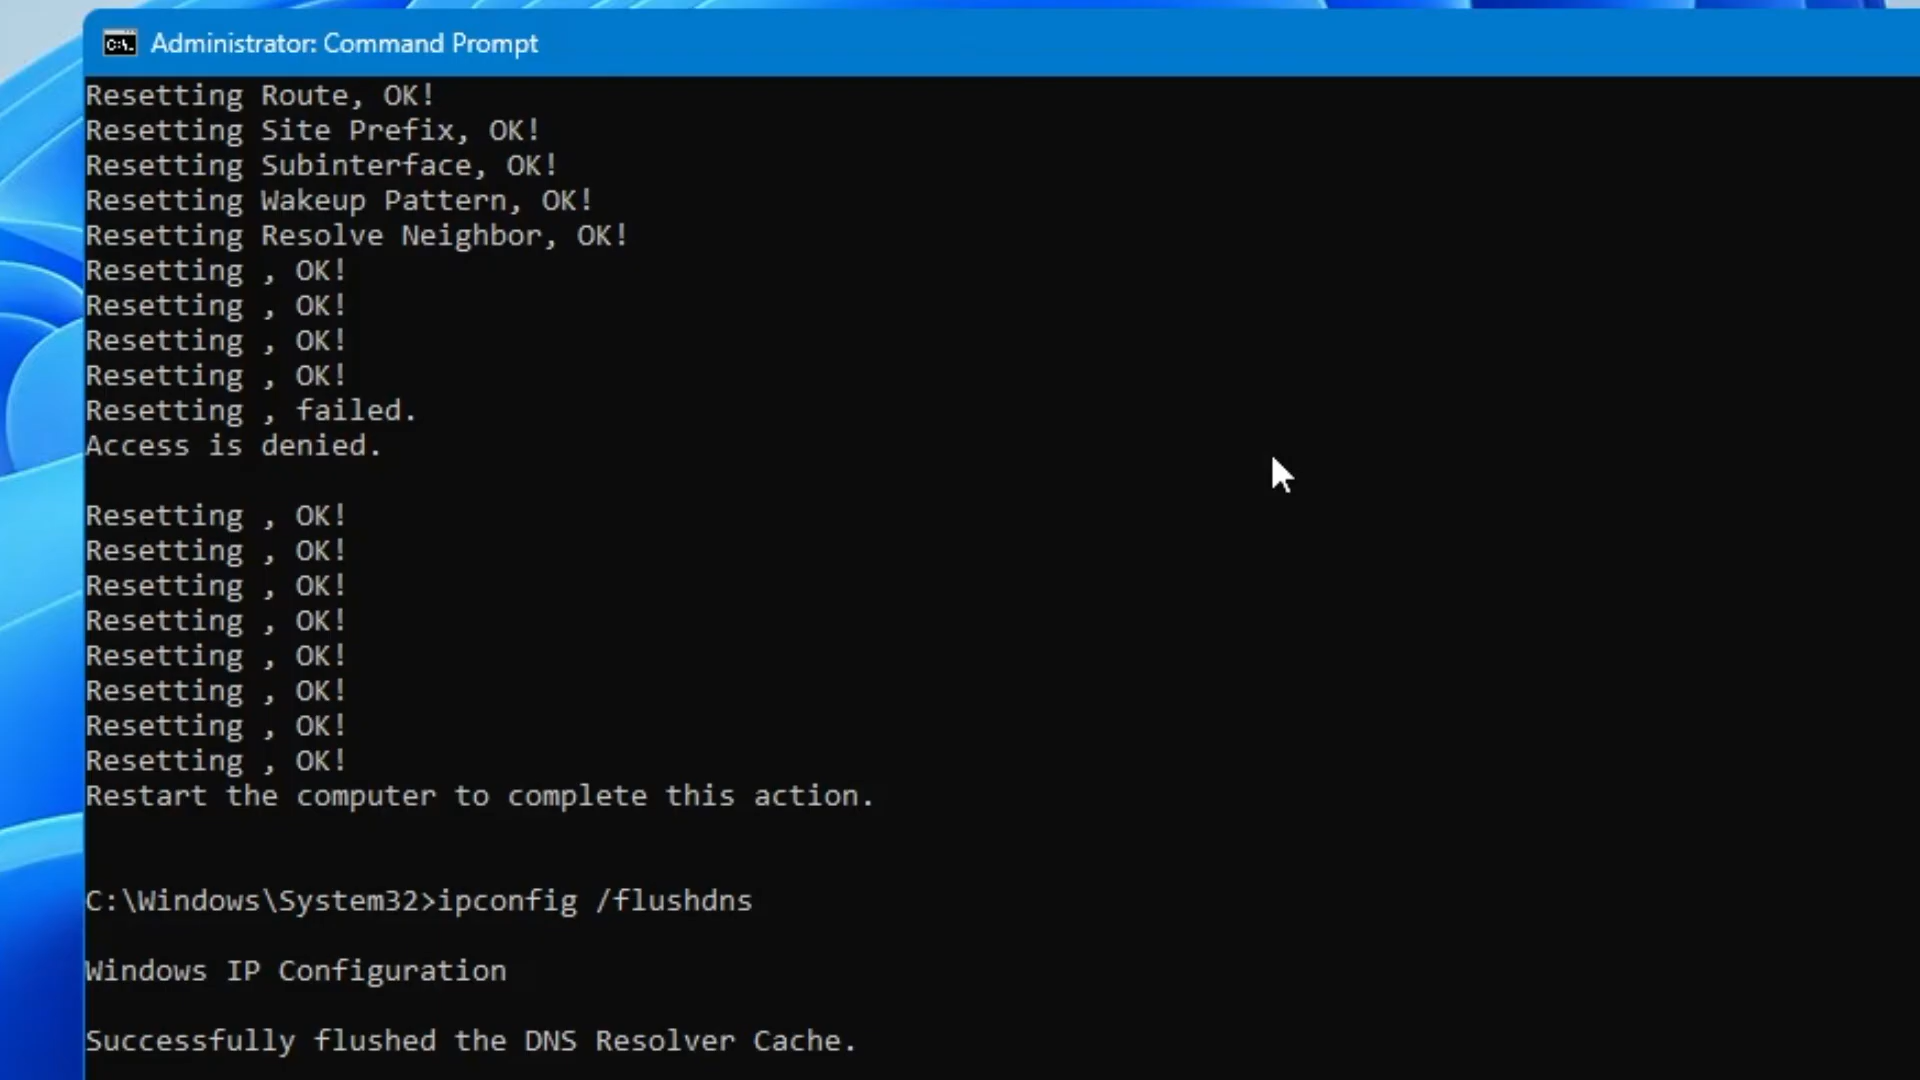 Administrator: Command Prompt
Resetting Route, OK!
Resetting Site Prefix, OK!
Resetting Subinterface, OK!
Resetting Wakeup Pattern, OK!
Resetting Resolve Neighbor, OK!
Resetting , OK!
Resetting , OK!
Resetting , OK!
Resetting , OK!
Resetting , failed.
Access is denied.
Resetting , OK!
Resetting , OK!
Resetting , OK!
Resetting , OK!
Resetting , OK!
Resetting , OK!
Resetting , OK!
Resetting , OK!
Restart the computer to complete this action.
C:\Windows\System32>ipconfig /flushdns
Windows IP Configuration
Successfully flushed the DNS Resolver Cache.